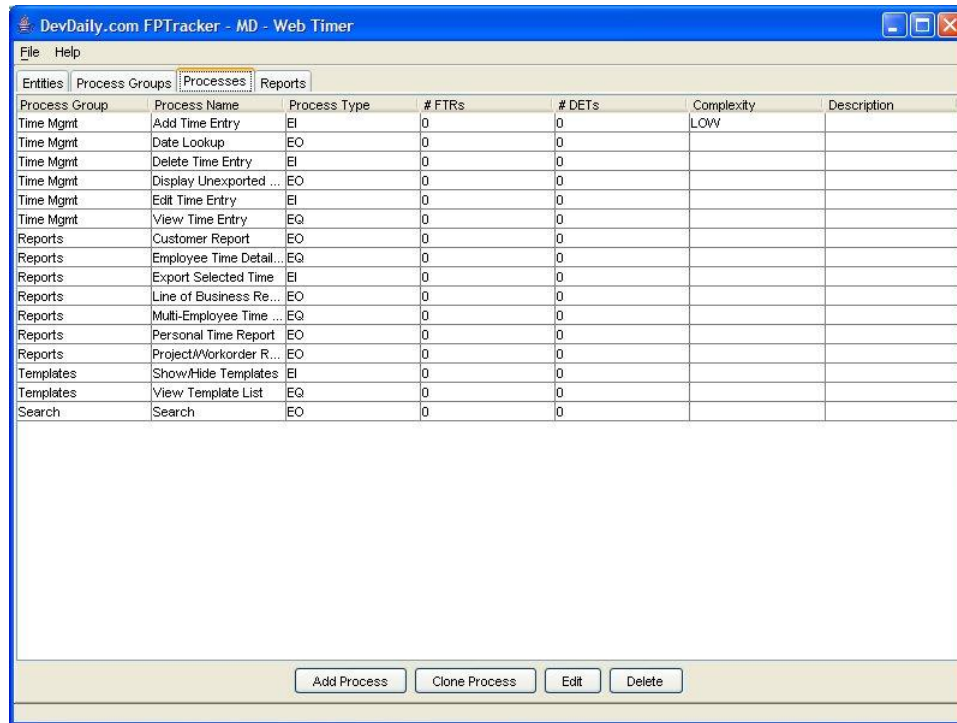 DevDaily.com FPTracker - MD - Web Timer
File Help
Entities Process Groups Processes Reports
Process Group Process Name Process Type # FTRs # DETs Complexity Description
Time Mgmt Add Time Entry EI 0 0 LOW
Time Mgmt Date Lookup EO 0 0
Time Mgmt Delete Time Entry EI 0 0
Time Mgmt Display Unexported ... EO 0 0
Time Mgmt Edit Time Entry EI 0 0
Time Mgmt View Time Entry EQ 0 0
Reports Customer Report EO 0 0
Reports Employee Time Detail... EQ 0 0
Reports Export Selected Time EI 0 0
Reports Line of Business Re... EO 0 0
Reports Multi-Employee Time ... EQ 0 0
Reports Personal Time Report EO 0 0
Reports Project/Workorder R... EO 0 0
Templates Show/Hide Templates EI 0 0
Templates View Template List EQ 0 0
Search Search EO 0 0
Add Process Clone Process Edit Delete